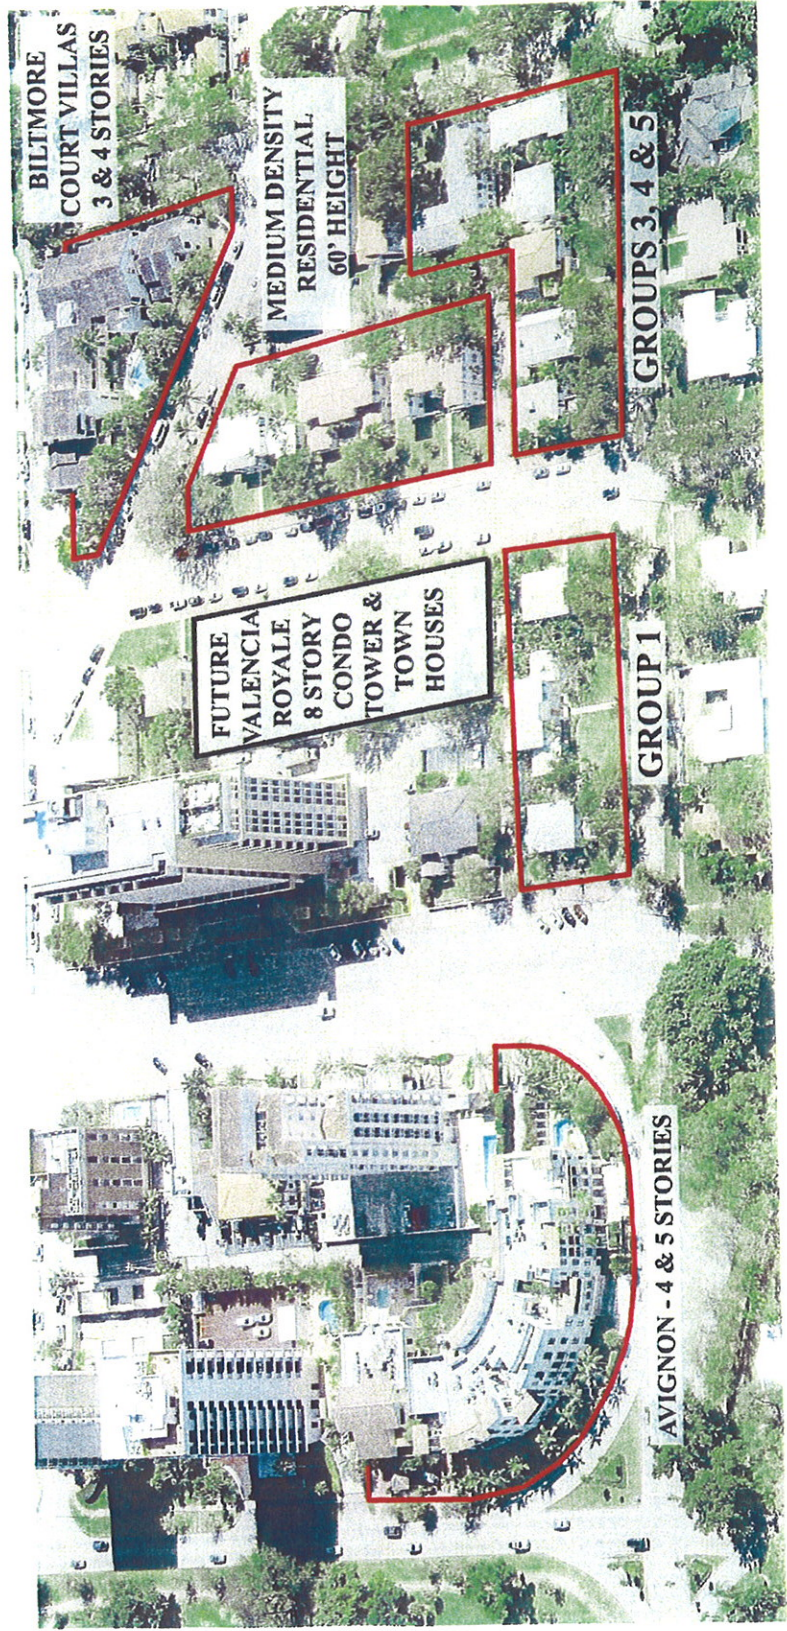 BILTMORE
COURT VILLAS
3 & 4 STORIES
MEDIUM DENSITY
RESIDENTIAL
60' HEIGHT
GROUPS 3, 4 & 5
FUTURE
VALENCIA
ROYALE
8 STORY
CONDO
TOWER &
TOWN
HOUSES
GROUP 1
AVIGNON - 4 & 5 STORIES